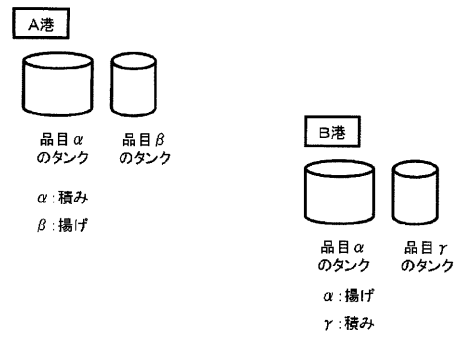 A港
品目α
のタンク
品目β
のタンク
α:積み
β:揚げ
B港
品目α
のタンク
品目γ
のタンク
α:揚げ
γ:積み